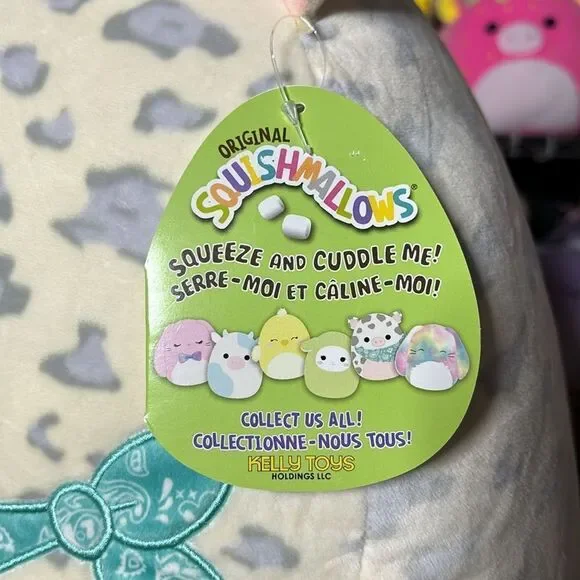 ORIGINAL
SQUISHMALLOWS®
SQUEEZE AND CUDDLE ME!
SERRE-MOI ET CÂLINE-MOI!
COLLECT US ALL!
COLLECTIONNE-NOUS TOUS!
KELLY TOYS
HOLDINGS LLC